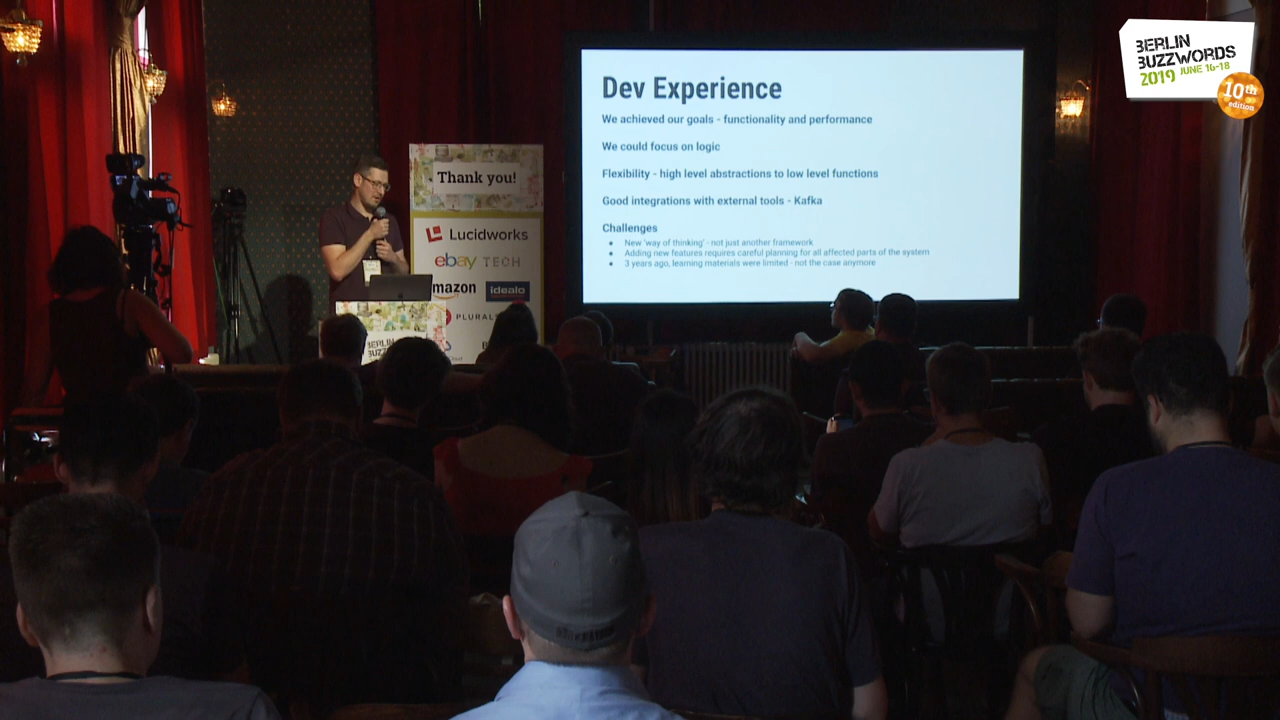 BERLIN
BUZZWORDS
2019 JUNE 16-18
10th
edition
Dev Experience
We achieved our goals - functionality and performance
We could focus on logic
Flexibility - high level abstractions to low level functions
Good integrations with external tools - Kafka
Challenges
New 'way of thinking' - not just another framework
Adding new features requires careful planning for all affected parts of the system
3 years ago, learning materials were limited - not the case anymore
Thank you!
Lucidworks
ebay TECH
mazon
idealo
PLURAL
BERLIN